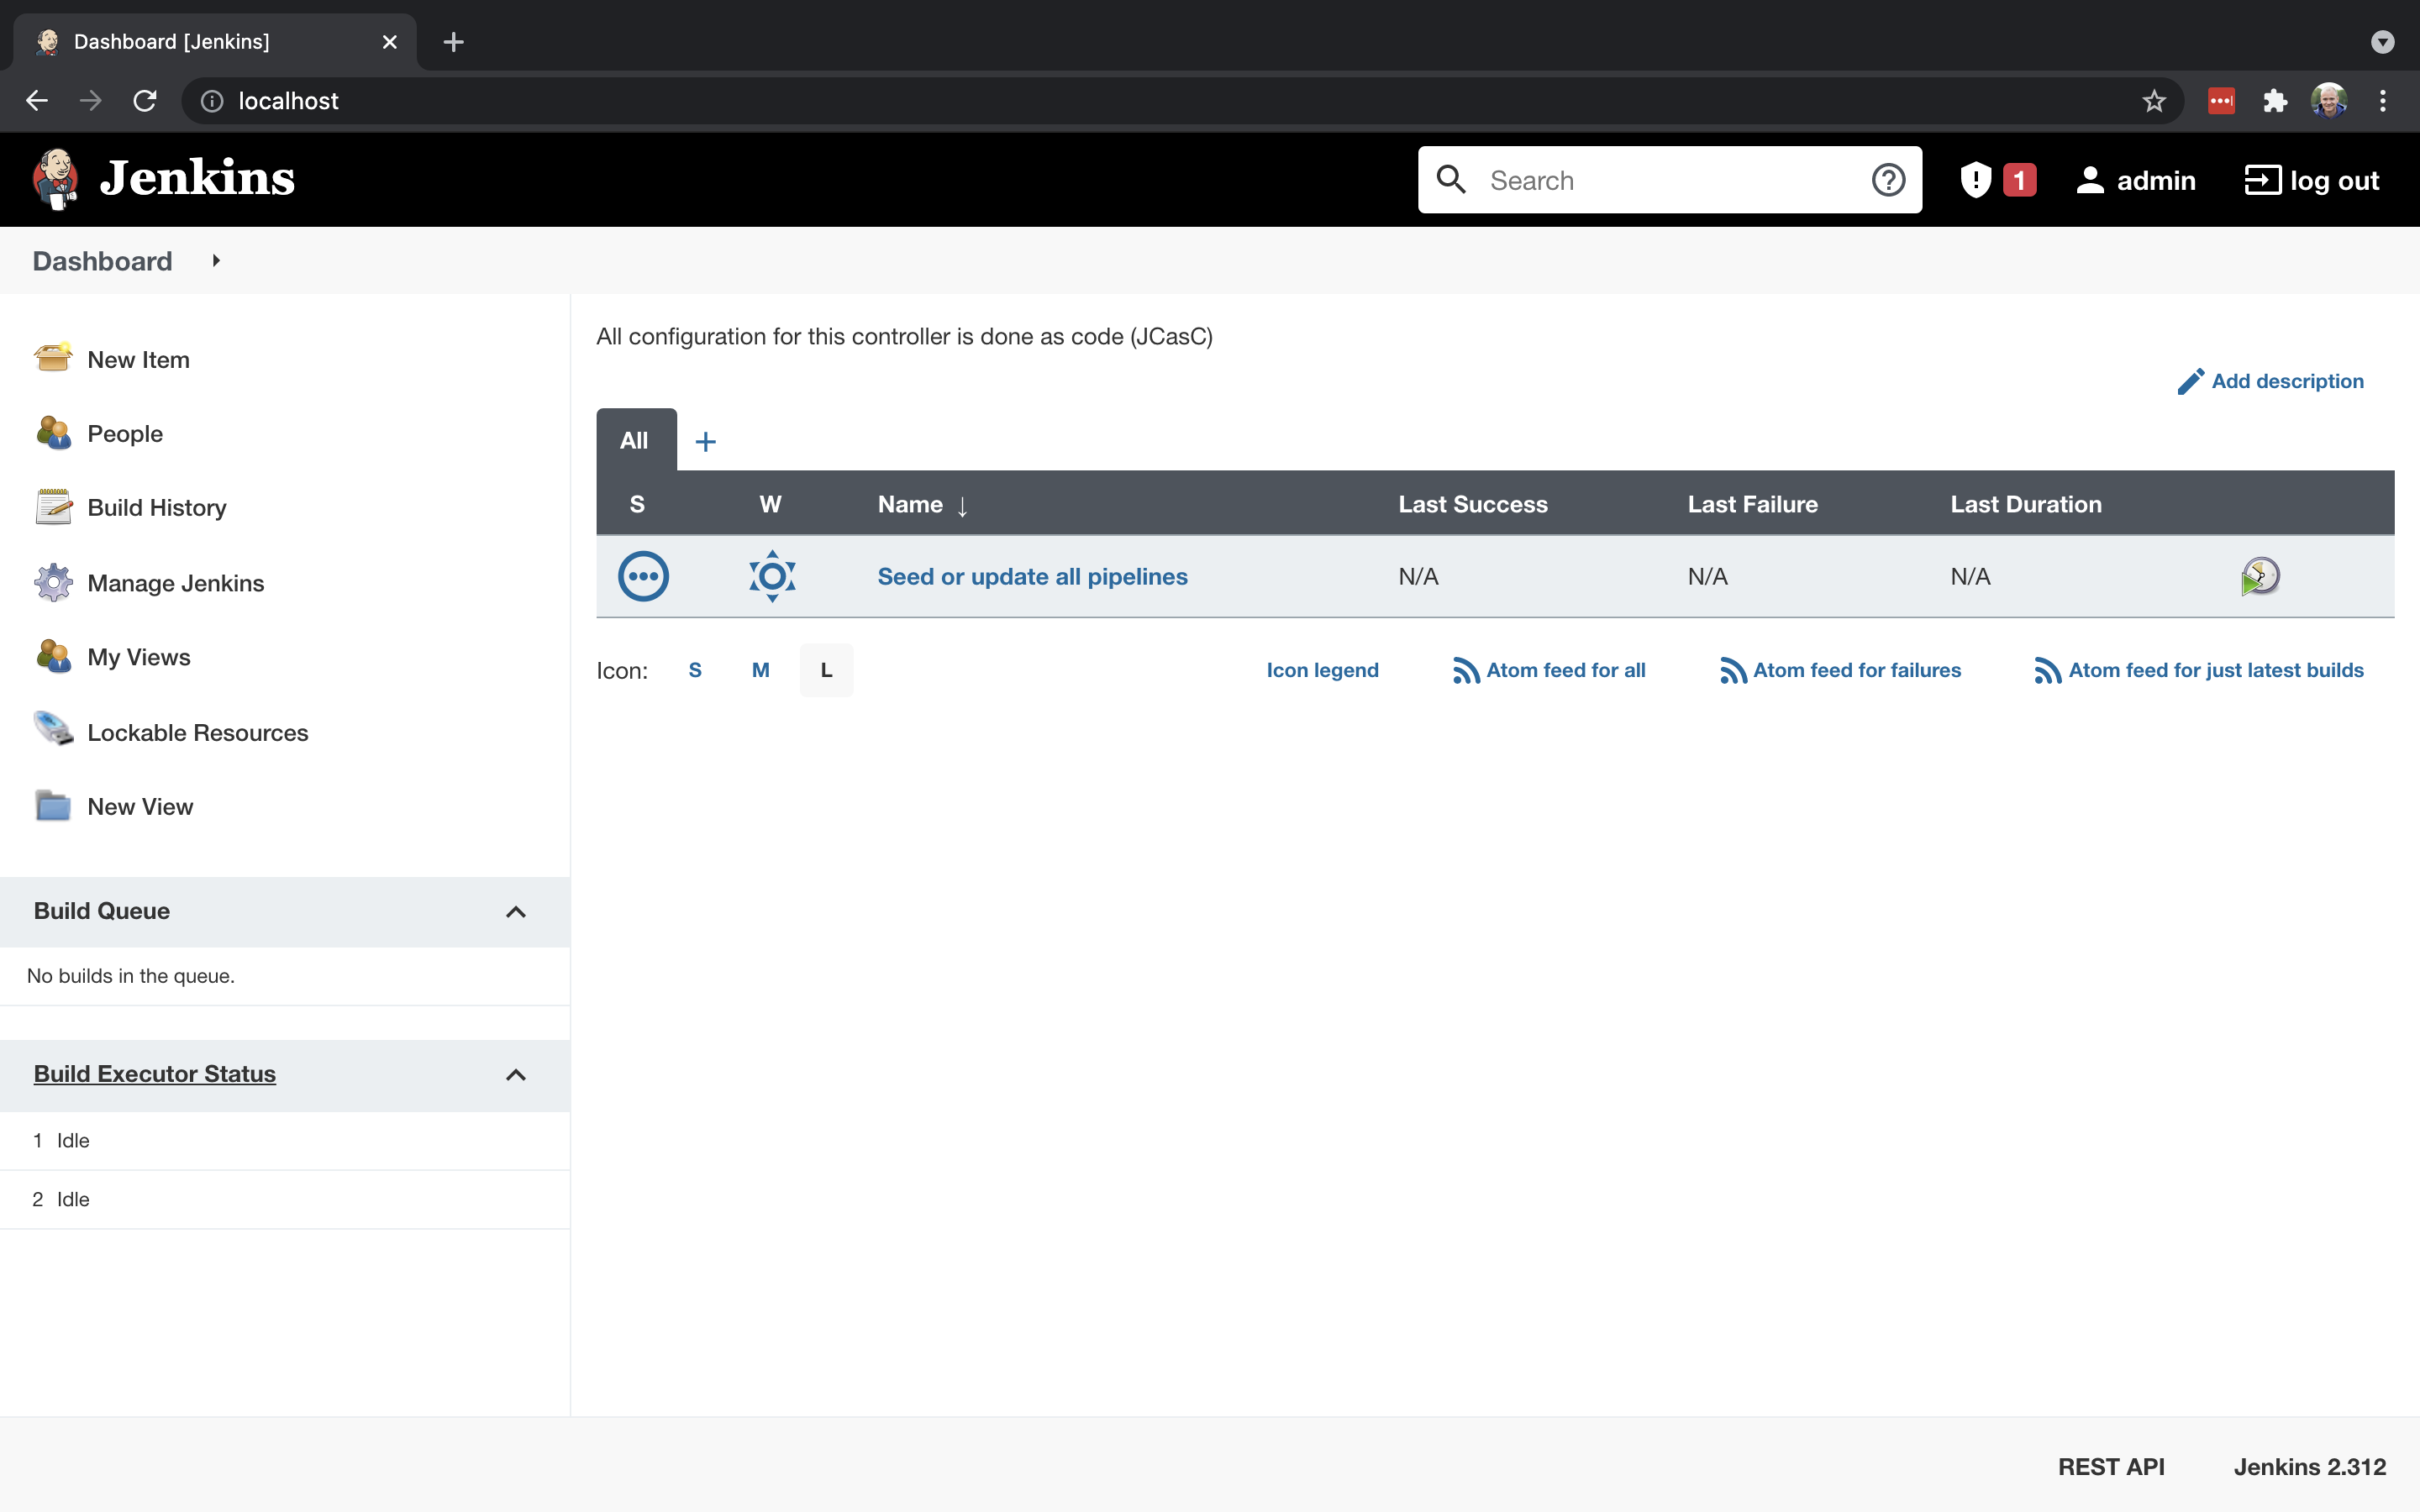 Dashboard [Jenkins]
localhost
Jenkins
Search
1
admin
log out
Dashboard
New Item
People
Build History
Manage Jenkins
My Views
Lockable Resources
New View
Build Queue
No builds in the queue.
Build Executor Status
1 Idle
2 Idle
All configuration for this controller is done as code (JCasC)
Add description
All +
S W Name ↓ Last Success Last Failure Last Duration
Seed or update all pipelines N/A N/A N/A
Icon: S M L Icon legend Atom feed for all Atom feed for failures Atom feed for just latest builds
REST API Jenkins 2.312